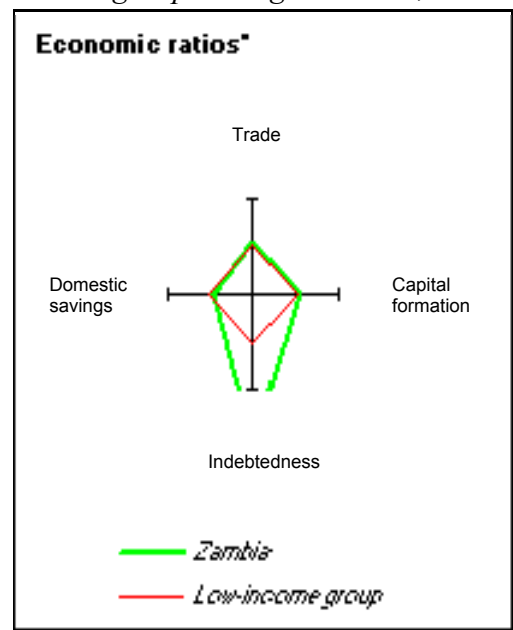 Economic ratios*
Trade
Domestic
savings
Capital
formation
Indebtedness
Zambia
Low-income group